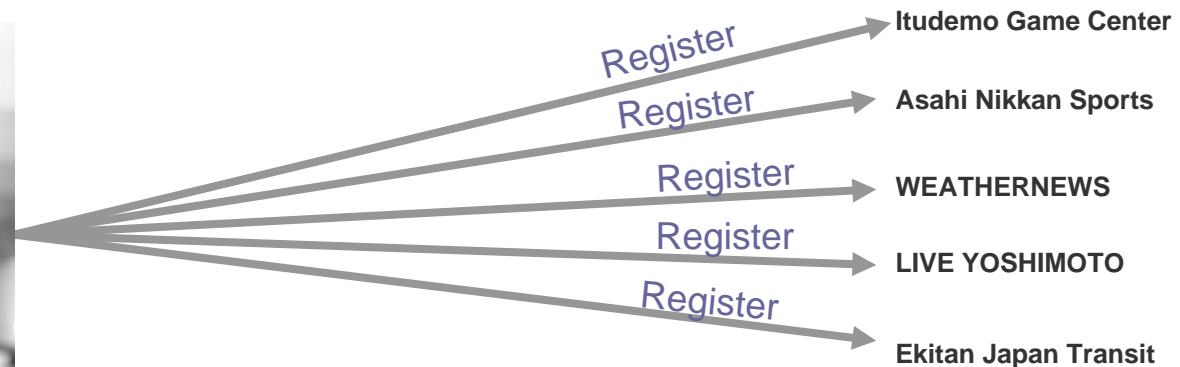 Register
Itudemo Game Center
Register
Asahi Nikkan Sports
Register
WEATHERNEWS
Register
LIVE YOSHIMOTO
Register
Ekitan Japan Transit